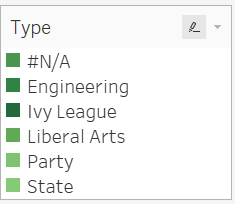 Type
#N/A
Engineering
Ivy League
Liberal Arts
Party
State